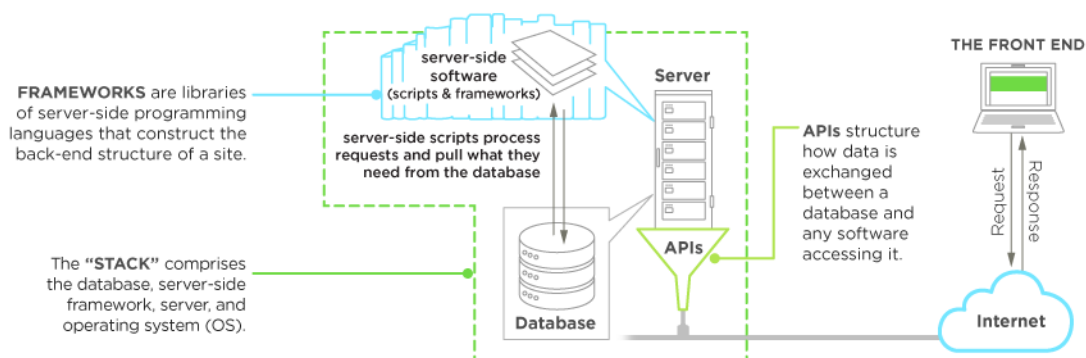 FRAMEWORKS are libraries
of server-side programming
languages that construct the
back-end structure of a site.
The “STACK” comprises
the database, server-side
framework, server, and
operating system (OS).
server-side
software
(scripts & frameworks)
server-side scripts process
requests and pull what they
need from the database
Database
Server
APIs
APIs structure
how data is
exchanged
between a
database and
any software
accessing it.
THE FRONT END
Request
Response
Internet